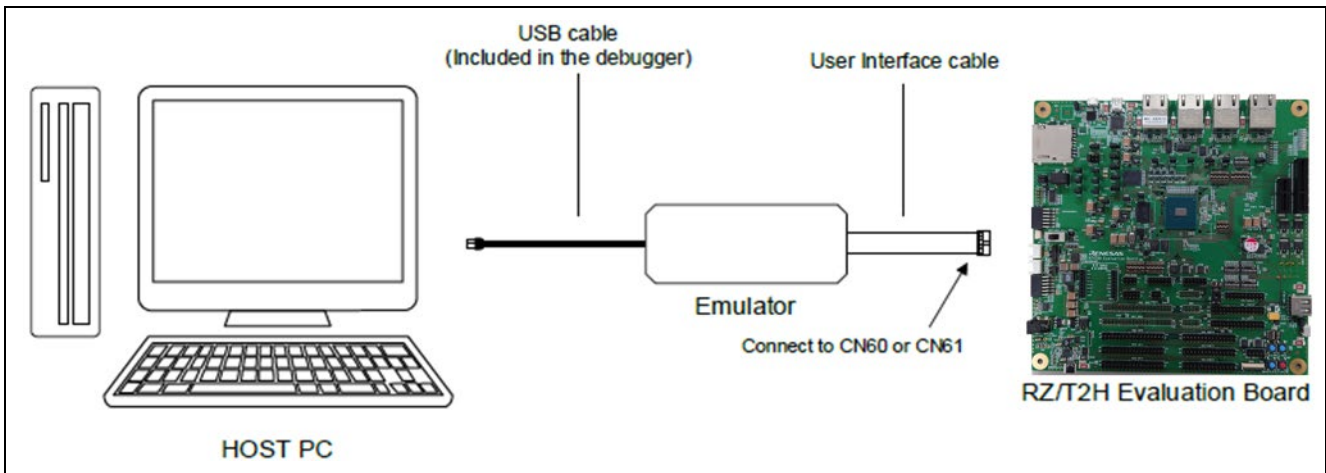 USB cable
(Included in the debugger)
User Interface cable
Emulator
Connect to CN60 or CN61
RZ/T2H Evaluation Board
HOST PC
RENESAS